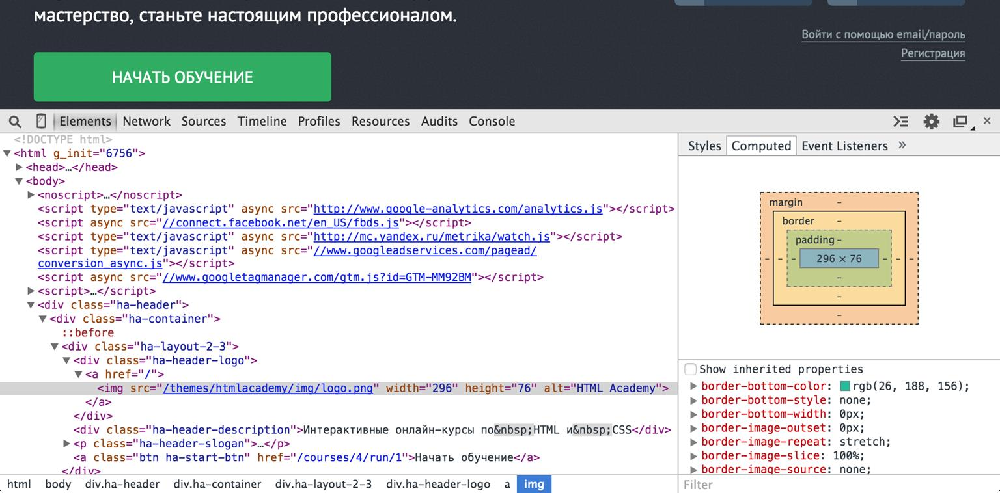 мастерство, станьте настоящим профессионалом.
Войти с помощью email/пароль
Регистрация
НАЧАТЬ ОБУЧЕНИЕ
Elements Network Sources Timeline Profiles Resources Audits Console
<!DOCTYPE html>
<html g_init="6756">
<head>…</head>
<body>
<noscript>…</noscript>
<script type="text/javascript" async src="http://www.google-analytics.com/analytics.js"></script>
<script async src="//connect.facebook.net/en_US/fbds.js"></script>
<script type="text/javascript" async src="http://mc.yandex.ru/metrika/watch.js"></script>
<script type="text/javascript" async src="//www.googleadservices.com/pagead/
conversion_async.js"></script>
<script async src="//www.googletagmanager.com/gtm.js?id=GTM-MM92BM"></script>
<script>…</script>
<div class="ha-header">
<div class="ha-container">
::before
<div class="ha-layout-2-3">
<div class="ha-header-logo">
<a href="/">
<img src="/themes/htmlacademy/img/logo.png" width="296" height="76" alt="HTML Academy">
</a>
</div>
<div class="ha-header-description">Интерактивные онлайн-курсы по&nbsp;HTML и&nbsp;CSS</div>
<p class="ha-header-slogan">…</p>
<a class="btn ha-start-btn" href="/courses/4/run/1">Начать обучение</a>
</div>
html body div.ha-header div.ha-container div.ha-layout-2-3 div.ha-header-logo a img
Styles Computed Event Listeners »
margin -
border -
padding -
- - - 296 × 76 - - -
-
-
-
Show inherited properties
border-bottom-color: rgb(26, 188, 156);
border-bottom-style: none;
border-bottom-width: 0px;
border-image-outset: 0px;
border-image-repeat: stretch;
border-image-slice: 100%;
border-image-source: none;
Filter